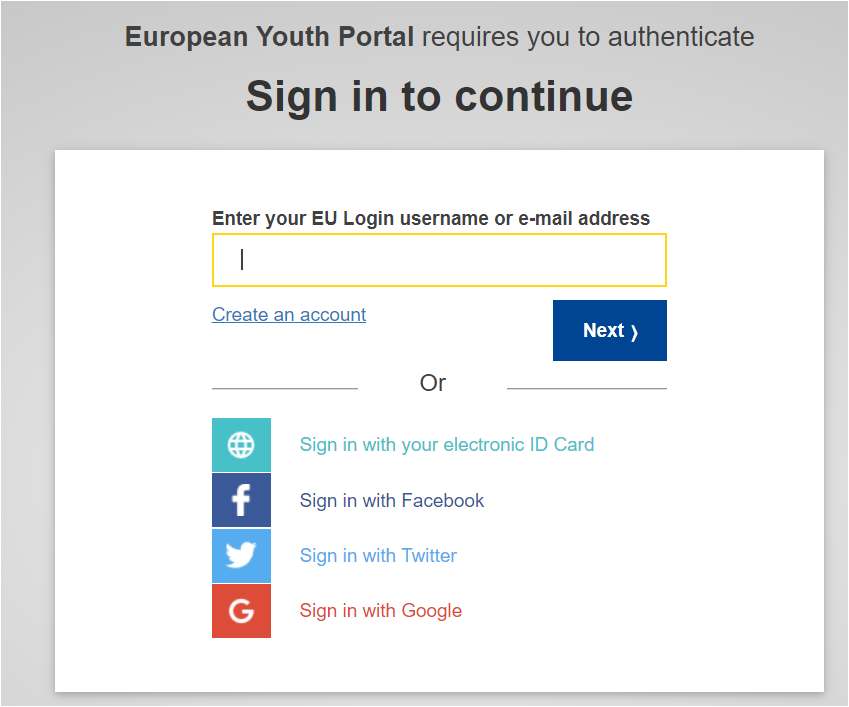 European Youth Portal requires you to authenticate
Sign in to continue
Enter your EU Login username or e-mail address
Create an account
Next ›
Or
Sign in with your electronic ID Card
Sign in with Facebook
Sign in with Twitter
Sign in with Google